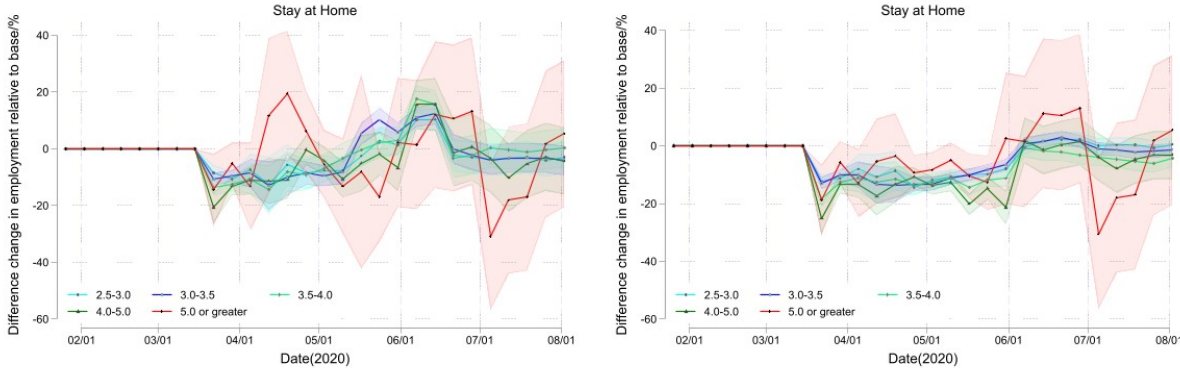 Stay at Home
Difference change in employment relative to base/%
40
20
0
-20
-40
-60
2.5-3.0 3.0-3.5 3.5-4.0
4.0-5.0 5.0 or greater
02/01 03/01 04/01 05/01 06/01 07/01 08/01
Date(2020)
Stay at Home
Difference change in employment relative to base/%
40
20
0
-20
-40
-60
2.5-3.0 3.0-3.5 3.5-4.0
4.0-5.0 5.0 or greater
02/01 03/01 04/01 05/01 06/01 07/01 08/01
Date(2020)